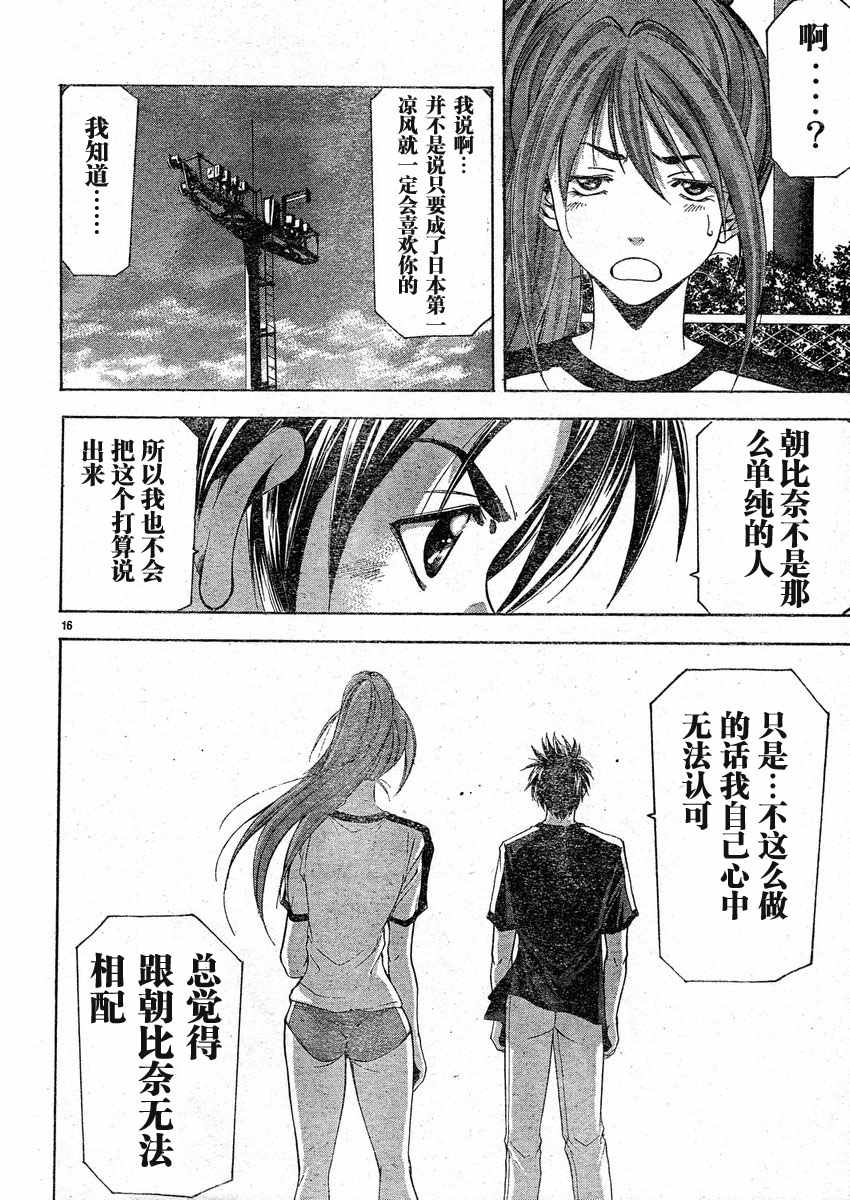 啊……?
我说啊…
并不是说只要成了日本第一
凉风就一定会喜欢你的
我知道……
朝比奈不是那
么单纯的人
所以我也不会
把这个打算说
出来
16
只是…不这么做
的话我自己心中
无法认可
总觉得
跟朝比奈无法
相配